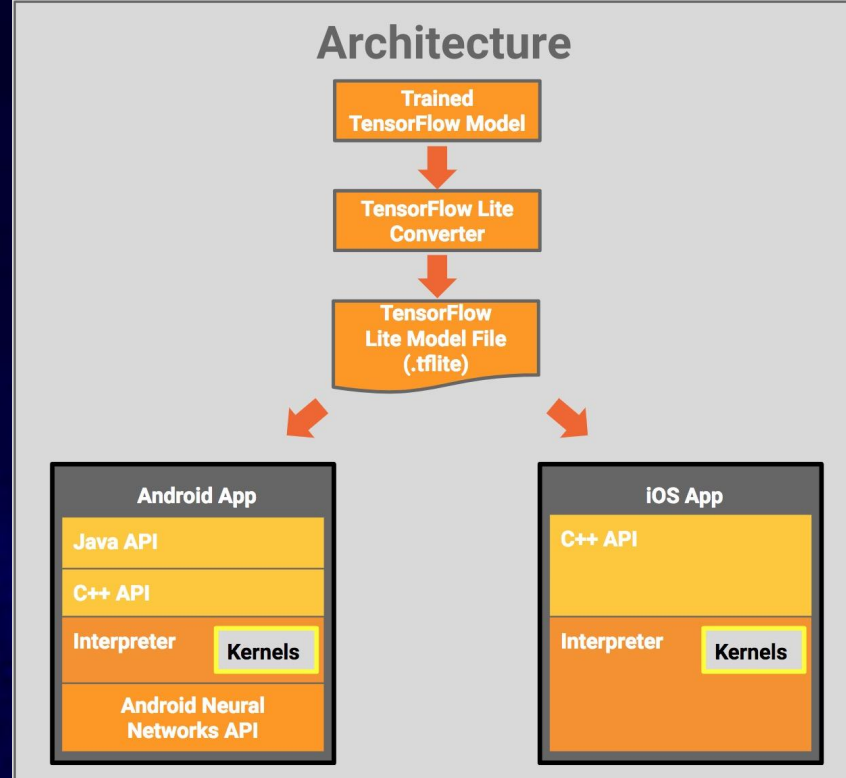 Architecture
Trained
TensorFlow Model
TensorFlow Lite
Converter
TensorFlow
Lite Model File
(.tflite)
Android App
Java API
C++ API
Interpreter
Kernels
Android Neural
Networks API
iOS App
C++ API
Interpreter
Kernels